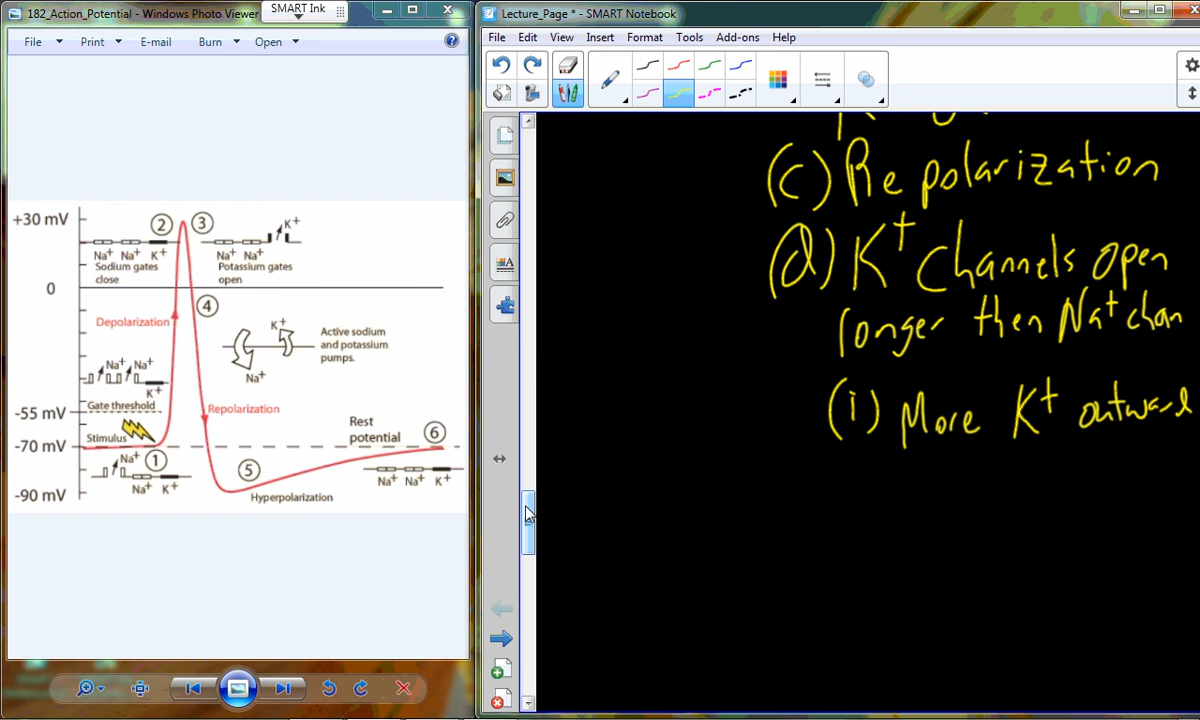 182_Action_Potential - Windows Photo Viewer
SMART Ink
File Print E-mail Burn Open
+30 mV
0
-55 mV
-70 mV
-90 mV
2
3
K+
Na+ Na+ K+
Sodium gates
close
Na+ Na+
Potassium gates
open
4
Depolarization
K+
Na+
Active sodium
and potassium
pumps.
Na+ Na+
K+
Gate threshold
Repolarization
Stimulus
1
Na+
Na+ K+
Rest
potential
6
5
Hyperpolarization
Na+ Na+ K+
Lecture_Page * - SMART Notebook
File Edit View Insert Format Tools Add-ons Help
(c) Repolarization
(d) K+ Channels open
longer then Na+ chan
(i) More K+ outward